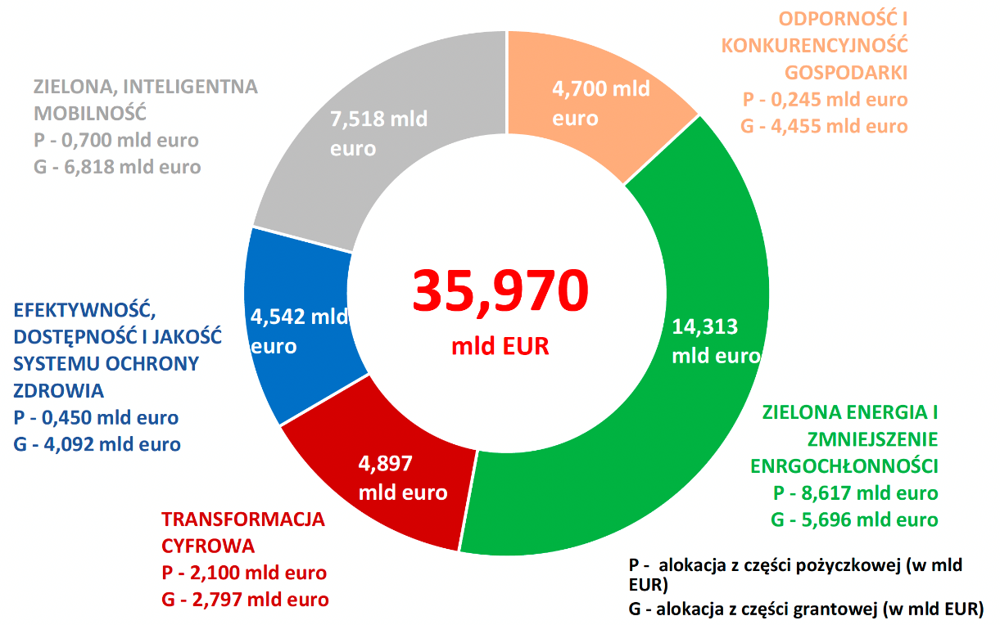 ODPORNOŚĆ I
KONKURENCYJNOŚĆ
GOSPODARKI
P - 0,245 mld euro
G - 4,455 mld euro
4,700 mld
euro
ZIELONA, INTELIGENTNA
MOBILNOŚĆ
P - 0,700 mld euro
G - 6,818 mld euro
7,518 mld
euro
35,970
mld EUR
EFEKTYWNOŚĆ,
DOSTĘPNOŚĆ I JAKOŚĆ
SYSTEMU OCHRONY
ZDROWIA
P - 0,450 mld euro
G - 4,092 mld euro
4,542 mld
euro
14,313
mld euro
ZIELONA ENERGIA I
ZMNIEJSZENIE
ENRGOCHŁONNOŚCI
P - 8,617 mld euro
G - 5,696 mld euro
4,897
mld euro
TRANSFORMACJA
CYFROWA
P - 2,100 mld euro
G - 2,797 mld euro
P - alokacja z części pożyczkowej (w mld
EUR)
G - alokacja z części grantowej (w mld EUR)